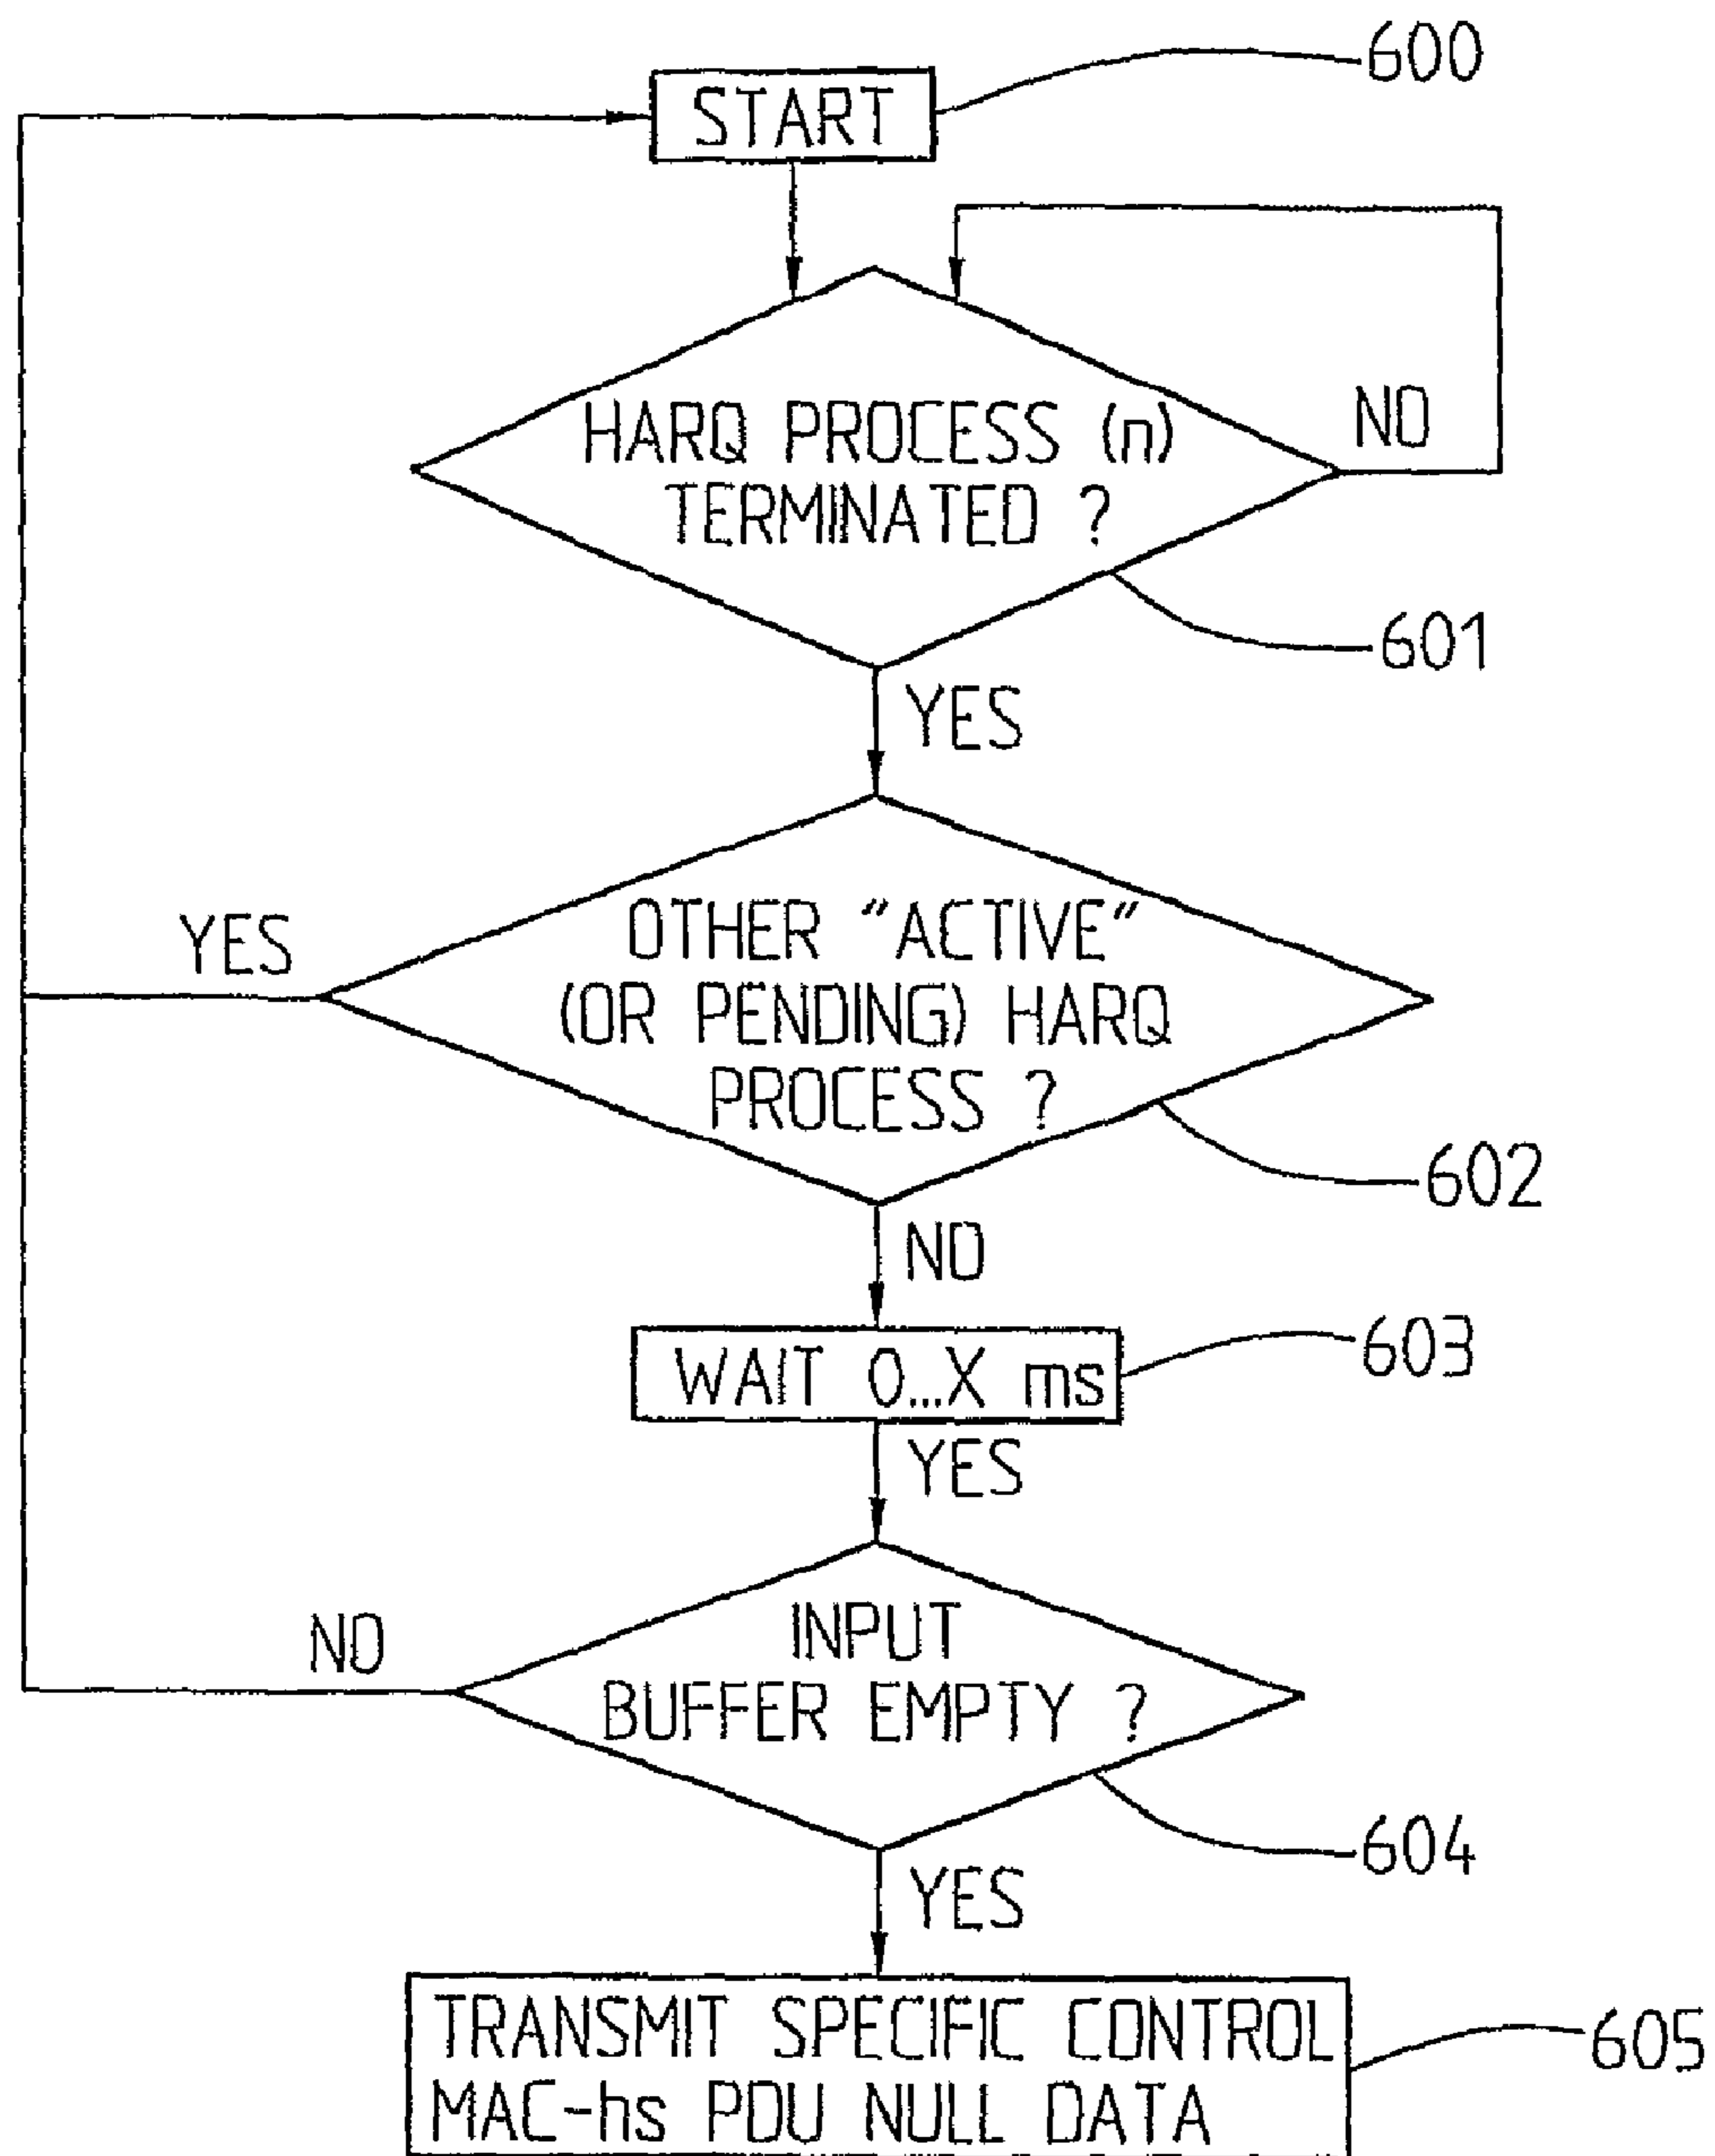 600
START
HARQ PROCESS (n)
TERMINATED ?
NO
601
YES
OTHER "ACTIVE"
(OR PENDING) HARQ
PROCESS ?
YES
602
NO
WAIT 0...X ms
603
YES
INPUT
BUFFER EMPTY ?
NO
604
YES
TRANSMIT SPECIFIC CONTROL
MAC-hs PDU NULL DATA
605